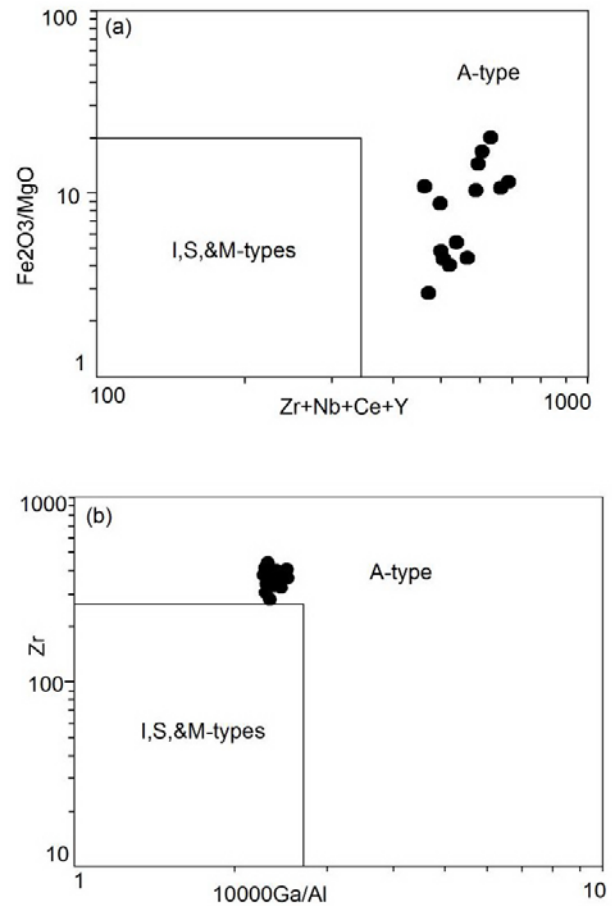 100
(a)
A-type
Fe2O3/MgO
10
I,S,&M-types
1
100
Zr+Nb+Ce+Y
1000
1000
(b)
A-type
Zr
100
I,S,&M-types
10
1
10000Ga/Al
10